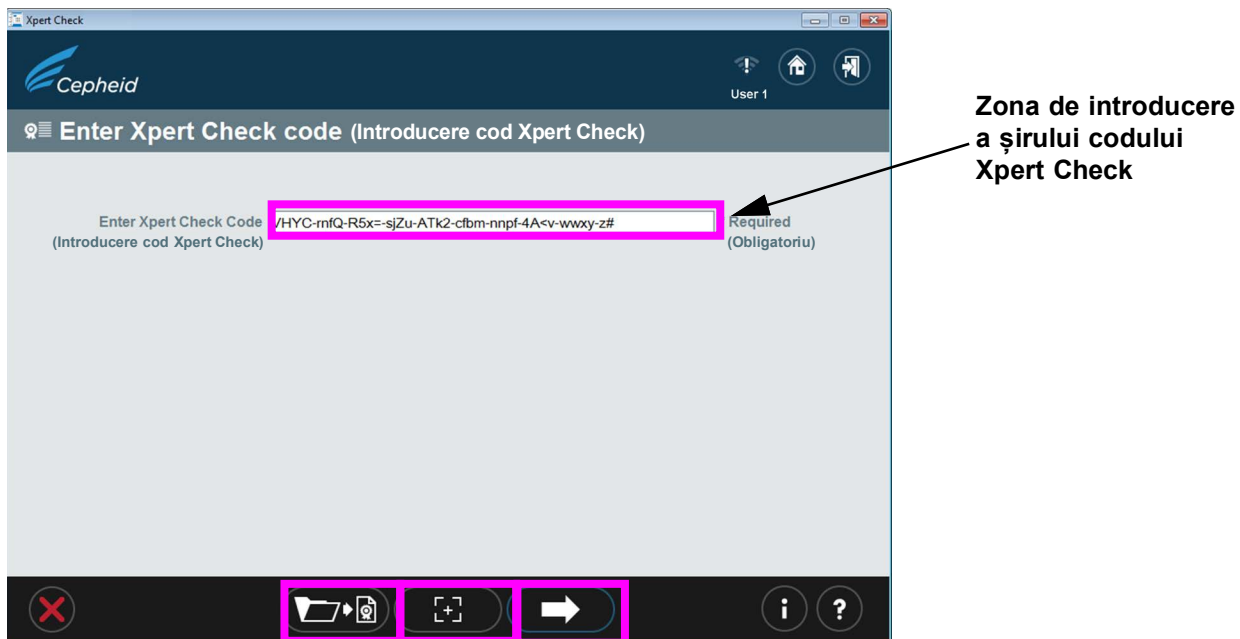 Xpert Check
Cepheid
User 1
Enter Xpert Check code (Introducere cod Xpert Check)
Zona de introducere
a șirului codului
Xpert Check
Enter Xpert Check Code
(Introducere cod Xpert Check)
VHYC-rnfQ-R5x=-sjZu-ATk2-cfbm-nnpf-4A<v-wwxy-z#
Required
(Obligatoriu)
i
?